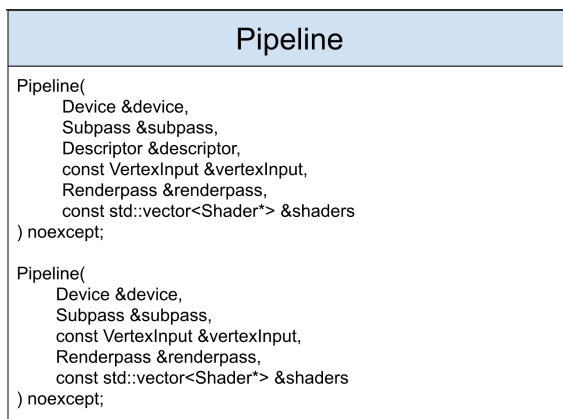 Pipeline
Pipeline(
Device &device,
Subpass &subpass,
Descriptor &descriptor,
const VertexInput &vertexInput,
Renderpass &renderpass,
const std::vector<Shader*> &shaders
) noexcept;
Pipeline(
Device &device,
Subpass &subpass,
const VertexInput &vertexInput,
Renderpass &renderpass,
const std::vector<Shader*> &shaders
) noexcept;